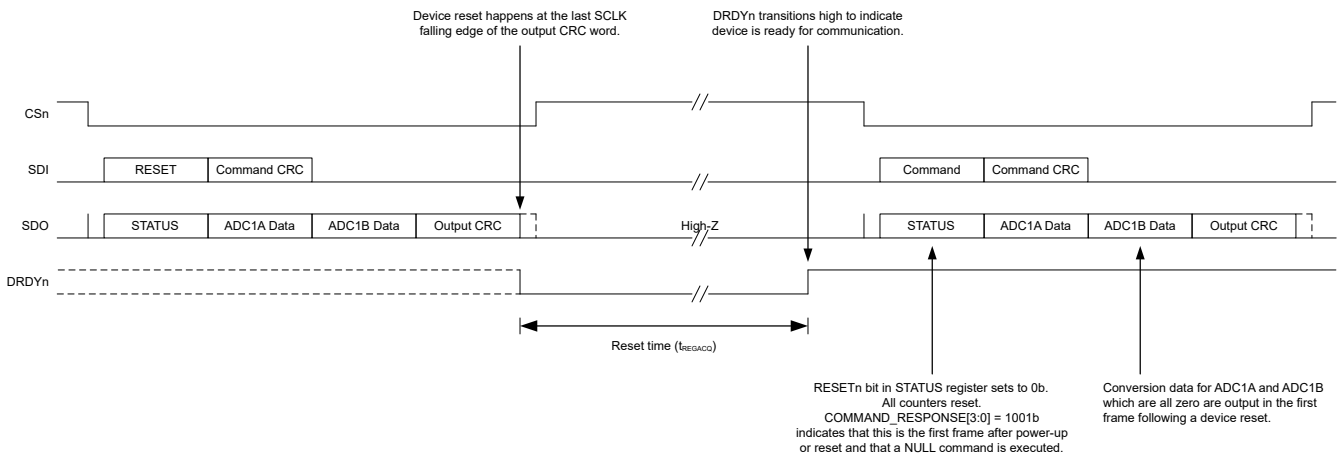 Device reset happens at the last SCLK
falling edge of the output CRC word.
DRDYn transitions high to indicate
device is ready for communication.
CSn
SDI
RESET
Command CRC
Command
Command CRC
SDO
STATUS
ADC1A Data
ADC1B Data
Output CRC
High-Z
STATUS
ADC1A Data
ADC1B Data
Output CRC
DRDYn
Reset time (tREGACQ)
RESETn bit in STATUS register sets to 0b.
All counters reset.
COMMAND_RESPONSE[3:0] = 1001b
indicates that this is the first frame after power-up
or reset and that a NULL command is executed.
Conversion data for ADC1A and ADC1B
which are all zero are output in the first
frame following a device reset.